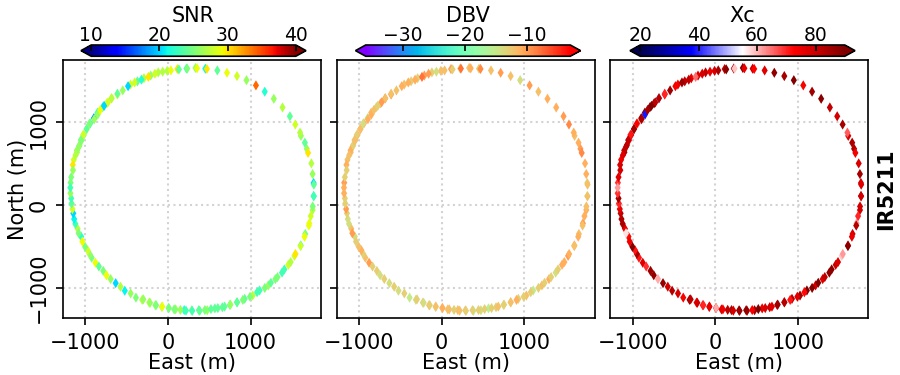 SNR DBV Xc
10 20 30 40 −30 −20 −10 20 40 60 80
North (m)
1000
0
−1000
IR5211
−1000 0 1000 −1000 0 1000 −1000 0 1000
East (m) East (m) East (m)